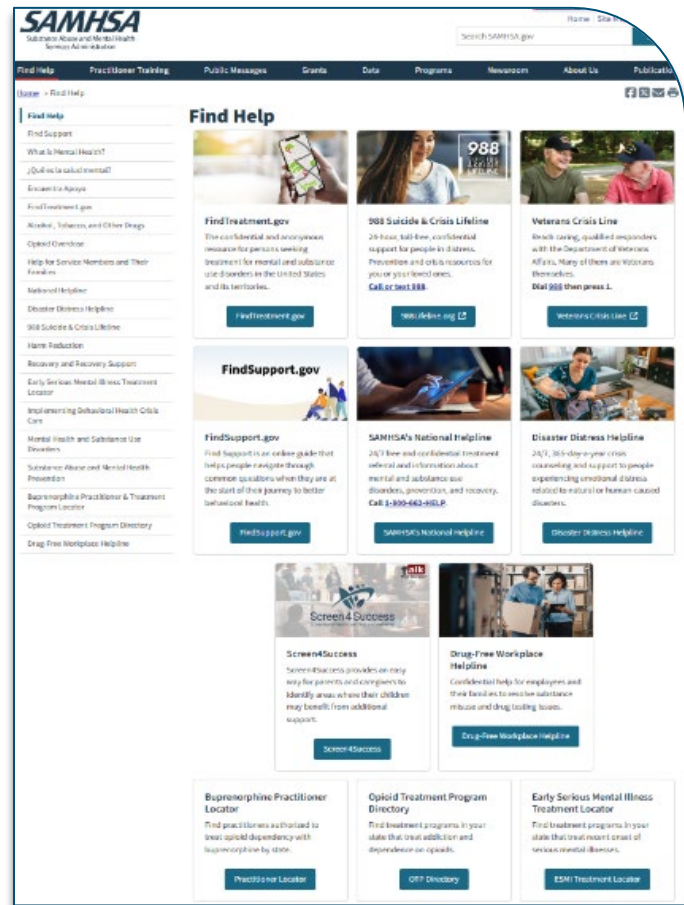 SAMHSA
Substance Abuse and Mental Health
Services Administration
Home Site
Search SAMHSA.gov
Find Help Practitioner Training Public Messages Grants Data Programs Newsroom About Us Publicatio
Home » Find Help
Find Help
Find Support
What Is Mental Health?
¿Qué es la salud mental?
Encuentre Apoyo
FindTreatment.gov
Alcohol, Tobacco, and Other Drugs
Opioid Overdose
Help for Service Members and Their
Families
National Helpline
Disaster Distress Helpline
988 Suicide & Crisis Lifeline
Harm Reduction
Recovery and Recovery Support
Early Serious Mental Illness Treatment
Locator
Implementing Behavioral Health Crisis
Care
Mental Health and Substance Use
Disorders
Substance Abuse and Mental Health
Prevention
Buprenorphine Practitioner & Treatment
Program Locator
Opioid Treatment Program Directory
Drug-Free Workplace Helpline
Find Help
FindTreatment.gov
The confidential and anonymous
resource for persons seeking
treatment for mental and substance
use disorders in the United States
and its territories.
FindTreatment.gov
988
SUICIDE
& CRISIS
LIFELINE
988 Suicide & Crisis Lifeline
24-hour, toll-free, confidential
support for people in distress.
Prevention and crisis resources for
you or your loved ones.
Call or text 988.
988Lifeline.org
Veterans Crisis Line
Reach caring, qualified responders
with the Department of Veterans
Affairs. Many of them are Veterans
themselves.
Dial 988 then press 1.
Veterans Crisis Line
FindSupport.gov
FindSupport.gov
Find Support is an online guide that
helps people navigate through
common questions when they are at
the start of their journey to better
behavioral health.
FindSupport.gov
SAMHSA's National Helpline
24/7 free and confidential treatment
referral and information about
mental and substance use
disorders, prevention, and recovery.
Call 1-800-662-HELP.
SAMHSA's National Helpline
Disaster Distress Helpline
24/7, 365-day-a-year crisis
counseling and support to people
experiencing emotional distress
related to natural or human caused
disasters.
Disaster Distress Helpline
talk
Screen4Success
Screen4Success
Screen4Success provides an easy
way for parents and caregivers to
identify areas where their children
may benefit from additional
support.
Screen4Success
Drug-Free Workplace
Helpline
Confidential help for employees and
their families to resolve substance
misuse and drug testing issues.
Drug-Free Workplace Helpline
Buprenorphine Practitioner
Locator
Find practitioners authorized to
treat opioid dependency with
buprenorphine by state.
Practitioner Locator
Opioid Treatment Program
Directory
Find treatment programs in your
state that treat addiction and
dependence on opioids.
OTP Directory
Early Serious Mental Illness
Treatment Locator
Find treatment programs in your
state that treat recent onset of
serious mental illnesses.
ESMI Treatment Locator